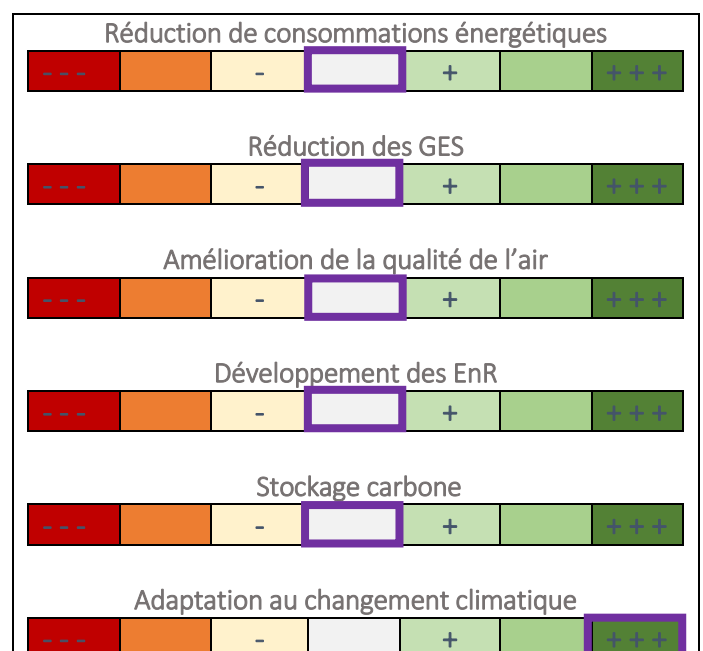 Réduction de consommations énergétiques
- - - - + + + +
Réduction des GES
- - - - + + + +
Amélioration de la qualité de l'air
- - - - + + + +
Développement des EnR
- - - - + + + +
Stockage carbone
- - - - + + + +
Adaptation au changement climatique
- - - - + + + +